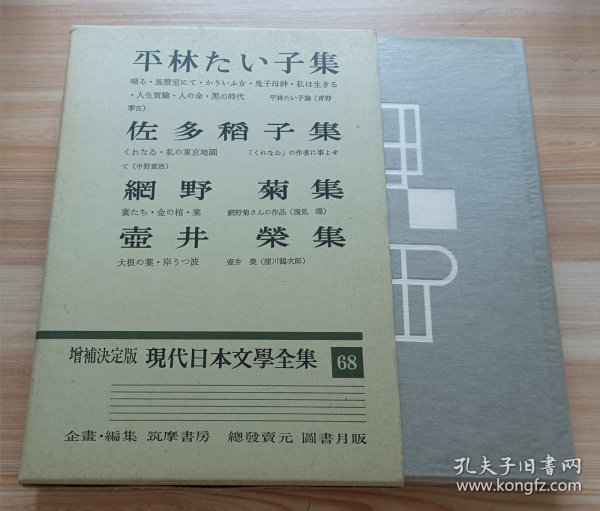 平林たい子集
嘲る・施療室にて・かういふ女・鬼子母神・私は生きる
・人生實驗・人の命・黑の時代　平林たい子論（青野
季吉）
佐多稻子集
くれなゐ・私の東京地圖　「くれなゐ」の作者に事よせ
て（中野重治）
網野　菊集
妻たち・金の棺・業　網野菊さんの作品（淺見　淵）
壺井　榮集
大根の葉・岸うつ波　壺井　榮（窪川鶴次郎）
增補決定版 現代日本文學全集 68
企畫・編集 筑摩書房　總發賣元 圖書月販
孔夫子旧书网
www.kongfz.com